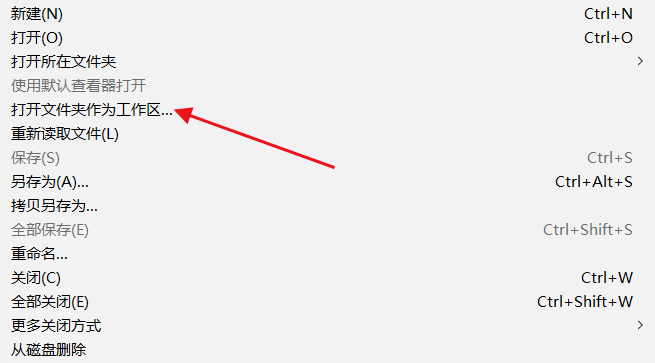 新建(N) Ctrl+N
打开(O) Ctrl+O
打开所在文件夹
使用默认查看器打开
打开文件夹作为工作区...
重新读取文件(L)
保存(S) Ctrl+S
另存为(A)... Ctrl+Alt+S
拷贝另存为...
全部保存(E) Ctrl+Shift+S
重命名...
关闭(C) Ctrl+W
全部关闭(E) Ctrl+Shift+W
更多关闭方式
从磁盘删除